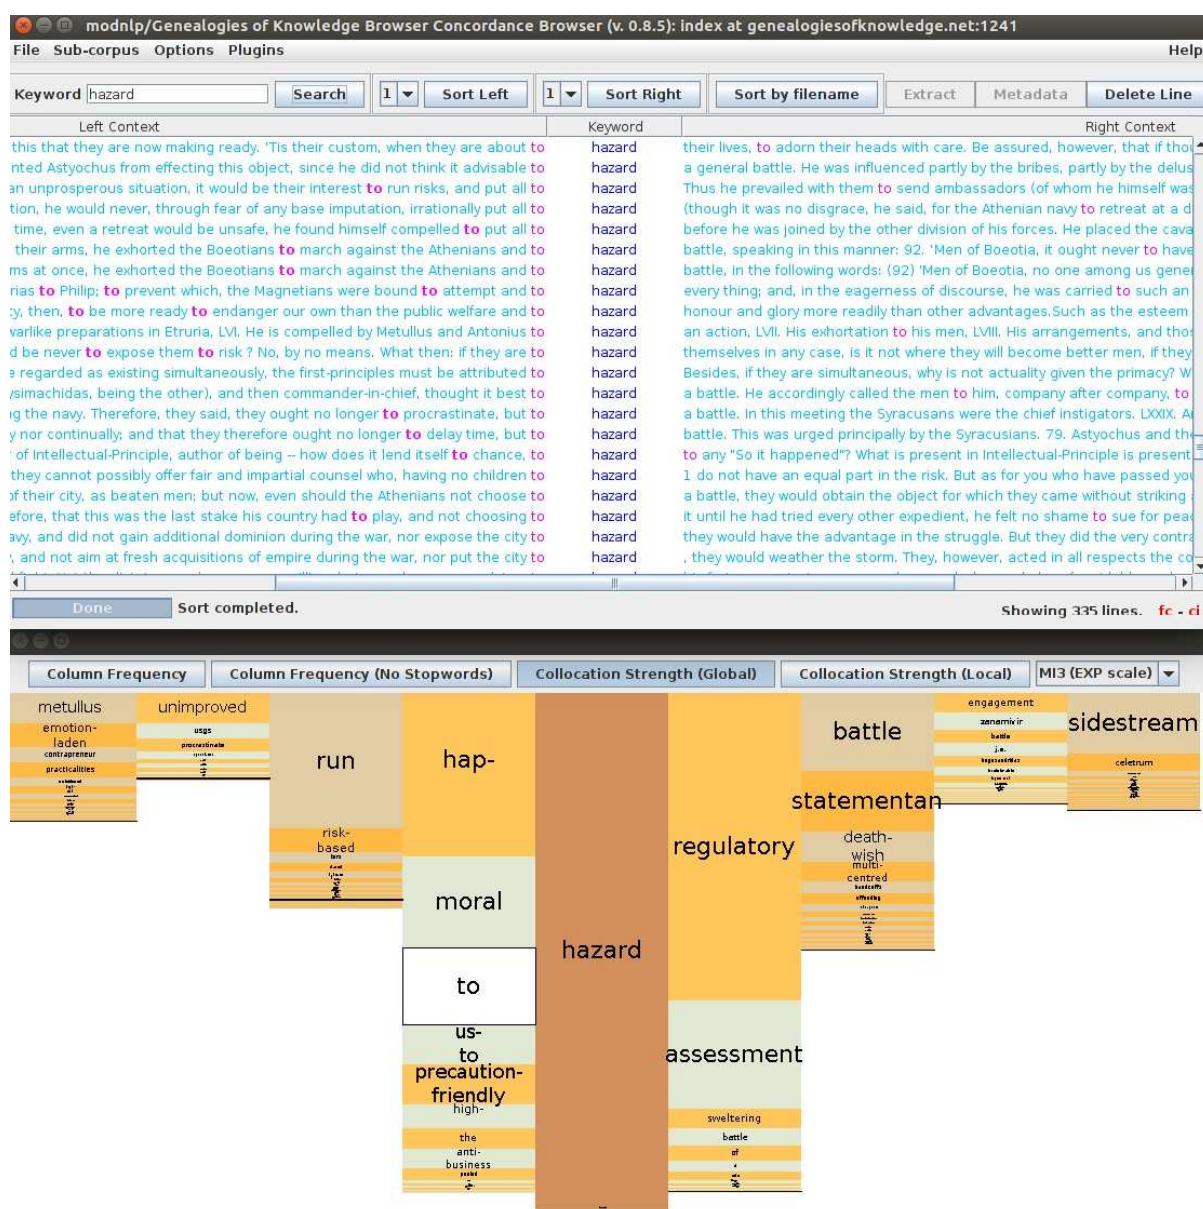 modnlp/Genealogies of Knowledge Browser Concordance Browser (v. 0.8.5): index at genealogiesofknowledge.net:1241
File Sub-corpus Options Plugins Help
Keyword hazard Search 1 Sort Left 1 Sort Right Sort by filename Extract Metadata Delete Line
Left Context Keyword Right Context
this that they are now making ready. 'Tis their custom, when they are about to hazard their lives, to adorn their heads with care. Be assured, however, that if thou
nted Astyochus from effecting this object, since he did not think it advisable to hazard a general battle. He was influenced partly by the bribes, partly by the delus
an unprosperous situation, it would be their interest to run risks, and put all to hazard Thus he prevailed with them to send ambassadors (of whom he himself was
tion, he would never, through fear of any base imputation, irrationally put all to hazard (though it was no disgrace, he said, for the Athenian navy to retreat at a d
time, even a retreat would be unsafe, he found himself compelled to put all to hazard before he was joined by the other division of his forces. He placed the cava
their arms, he exhorted the Boeotians to march against the Athenians and to hazard battle, speaking in this manner: 92. 'Men of Boeotia, it ought never to have
ms at once, he exhorted the Boeotians to march against the Athenians and to hazard battle, in the following words: (92) 'Men of Boeotia, no one among us gene
rias to Philip; to prevent which, the Magnetians were bound to attempt and to hazard every thing; and, in the eagerness of discourse, he was carried to such an
y, then, to be more ready to endanger our own than the public welfare and to hazard honour and glory more readily than other advantages.Such as the esteem
warlike preparations in Etruria, LVI. He is compelled by Metullus and Antonius to hazard an action, LVII. His exhortation to his men, LVIII. His arrangements, and thos
d be never to expose them to risk ? No, by no means. What then: if they are to hazard themselves in any case, is it not where they will become better men, if they
e regarded as existing simultaneously, the first-principles must be attributed to hazard Besides, if they are simultaneous, why is not actuality given the primacy? W
ysimachidas, being the other), and then commander-in-chief, thought it best to hazard a battle. He accordingly called the men to him, company after company, to
ng the navy. Therefore, they said, they ought no longer to procrastinate, but to hazard a battle. In this meeting the Syracusans were the chief instigators. LXXIX. A
y nor continually; and that they therefore ought no longer to delay time, but to hazard battle. This was urged principally by the Syracusians. 79. Astyochus and the
r of Intellectual-Principle, author of being -- how does it lend itself to chance, to hazard to any "So it happened"? What is present in Intellectual-Principle is present
they cannot possibly offer fair and impartial counsel who, having no children to hazard 1 do not have an equal part in the risk. But as for you who have passed you
of their city, as beaten men; but now, even should the Athenians not choose to hazard a battle, they would obtain the object for which they came without striking
efore, that this was the last stake his country had to play, and not choosing to hazard it until he had tried every other expedient, he felt no shame to sue for peac
avy, and did not gain additional dominion during the war, nor expose the city to hazard they would have the advantage in the struggle. But they did the very contra
, and not aim at fresh acquisitions of empire during the war, nor put the city to hazard , they would weather the storm. They, however, acted in all respects the co
Done Sort completed. Showing 335 lines. fc - ci
Column Frequency Column Frequency (No Stopwords) Collocation Strength (Global) Collocation Strength (Local) MI3 (EXP scale)
metullus
emotion-
laden
contrapreneur
practicalities
unimproved
usgs
procrastinate
run
risk-
based
hap-
moral
to
us-
to
precaution-
friendly
high-
the
anti-
business
hazard
regulatory
assessment
sweltering
battle
of
battle
statementan
death-
wish
multi-
centred
handcuffs
offending
engagement
zanamivir
battle
j.a.
sidestream
celetrum